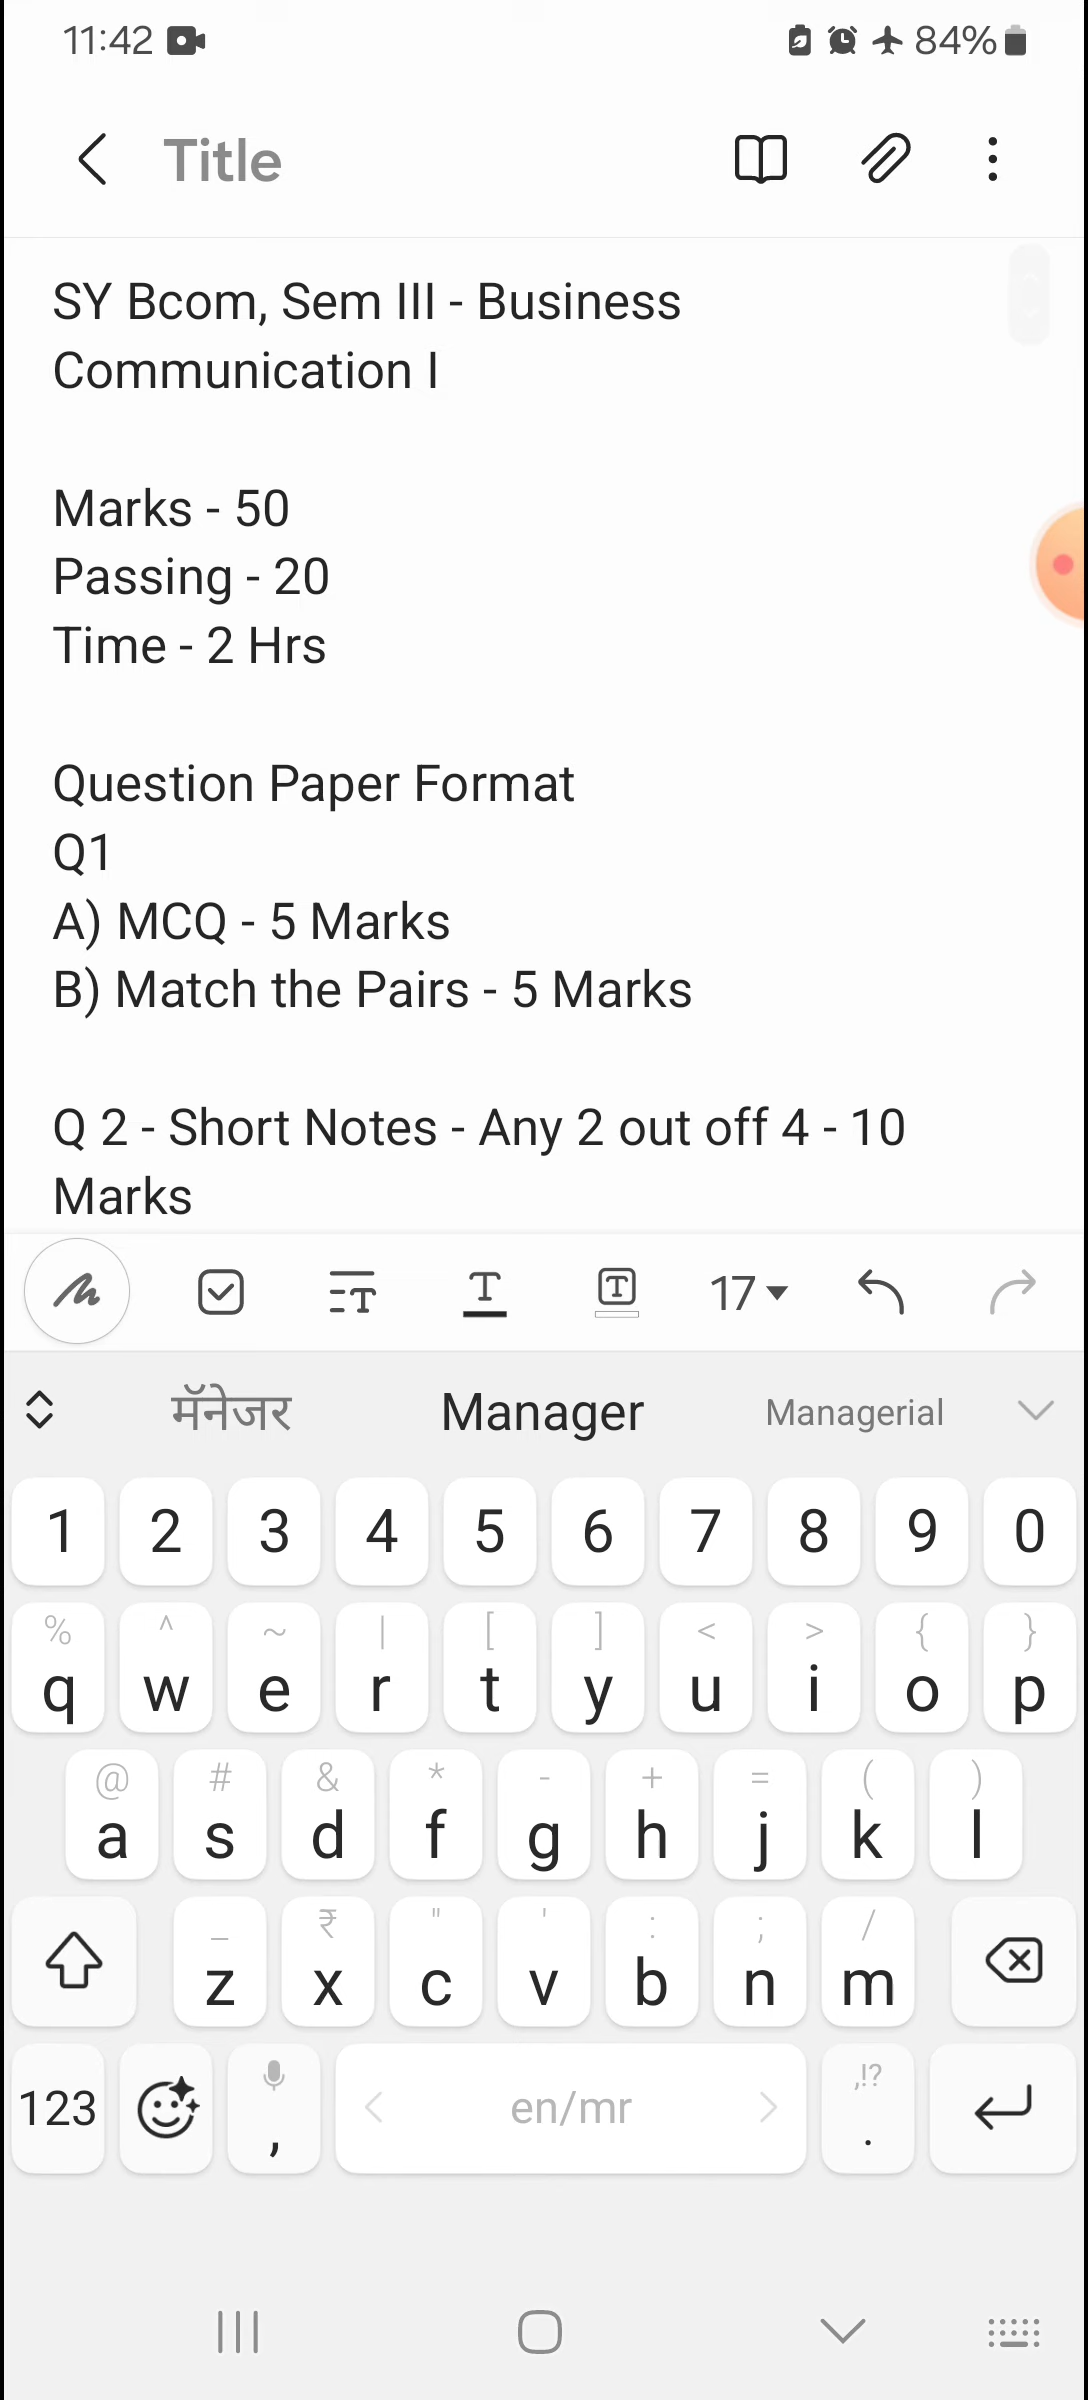 11:42
84%
Title
SY Bcom, Sem III - Business
Communication I
Marks - 50
Passing - 20
Time - 2 Hrs
Question Paper Format
Q1
A) MCQ - 5 Marks
B) Match the Pairs - 5 Marks
Q 2 - Short Notes - Any 2 out off 4 - 10
Marks
17
मॅनेजर Manager Managerial
1 2 3 4 5 6 7 8 9 0
% ^ ~ | [ ] < > { }
q w e r t y u i o p
@ # & * - + = ( )
a s d f g h j k l
_ ₹ " ' : ; /
z x c v b n m
123 , en/mr ,!? .